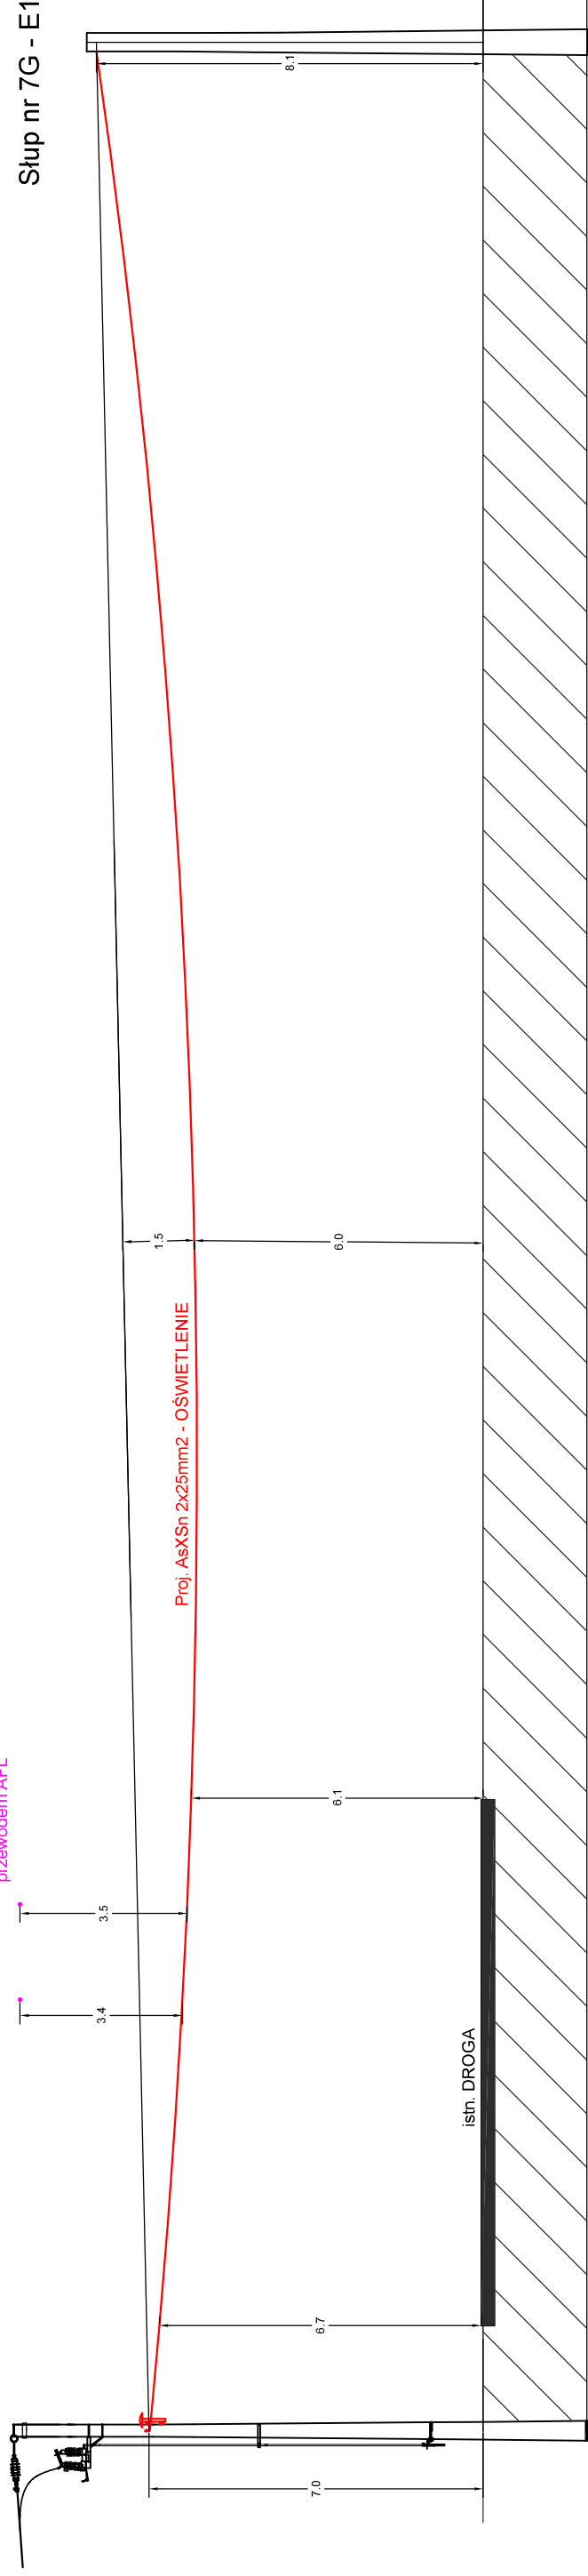 Słup nr 7G - E1
8.1
1.5
6.0
Proj. AsXSn 2x25mm2 - OŚWIETLENIE
przewodem AFL
6.1
3.5
3.4
istn. DROGA
6.7
7.0